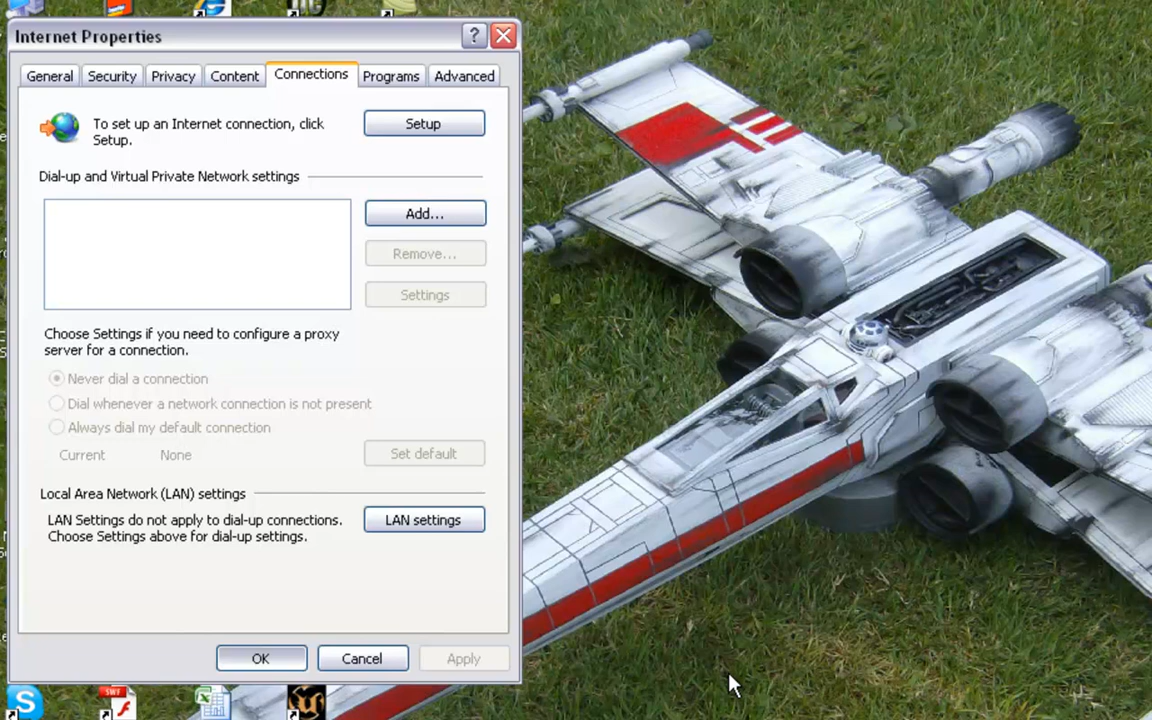 Internet Properties
General Security Privacy Content Connections Programs Advanced
To set up an Internet connection, click
Setup.
Setup
Dial-up and Virtual Private Network settings
Add...
Remove...
Settings
Choose Settings if you need to configure a proxy
server for a connection.
Never dial a connection
Dial whenever a network connection is not present
Always dial my default connection
Current None
Set default
Local Area Network (LAN) settings
LAN Settings do not apply to dial-up connections.
Choose Settings above for dial-up settings.
LAN settings
OK Cancel Apply
SWF